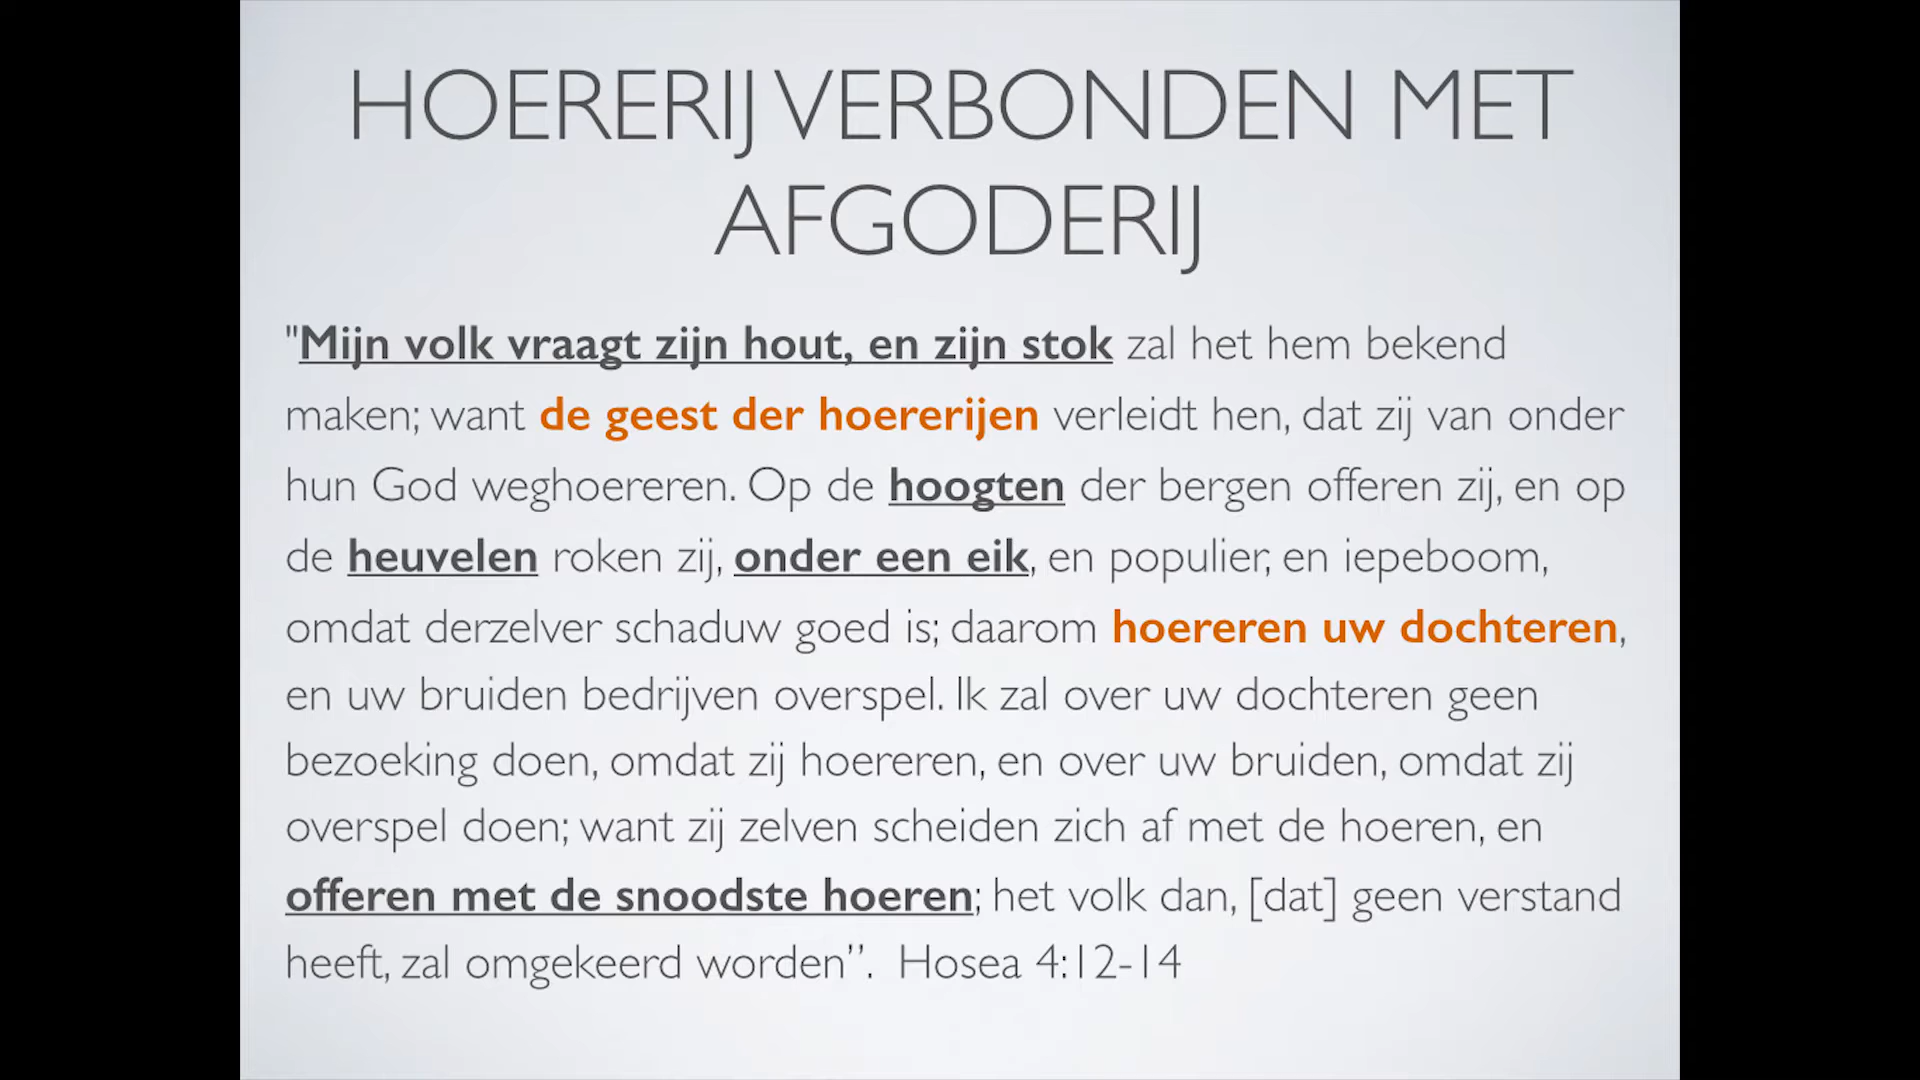 HOERERIJ VERBONDEN MET
AFGODERIJ
"Mijn volk vraagt zijn hout, en zijn stok zal het hem bekend
maken; want de geest der hoererijen verleidt hen, dat zij van onder
hun God weghoereren. Op de hoogten der bergen offeren zij, en op
de heuvelen roken zij, onder een eik, en populier, en iepeboom,
omdat derzelver schaduw goed is; daarom hoereren uw dochteren,
en uw bruiden bedrijven overspel. Ik zal over uw dochteren geen
bezoeking doen, omdat zij hoereren, en over uw bruiden, omdat zij
overspel doen; want zij zelven scheiden zich af met de hoeren, en
offeren met de snoodste hoeren; het volk dan, [dat] geen verstand
heeft, zal omgekeerd worden”. Hosea 4:12-14